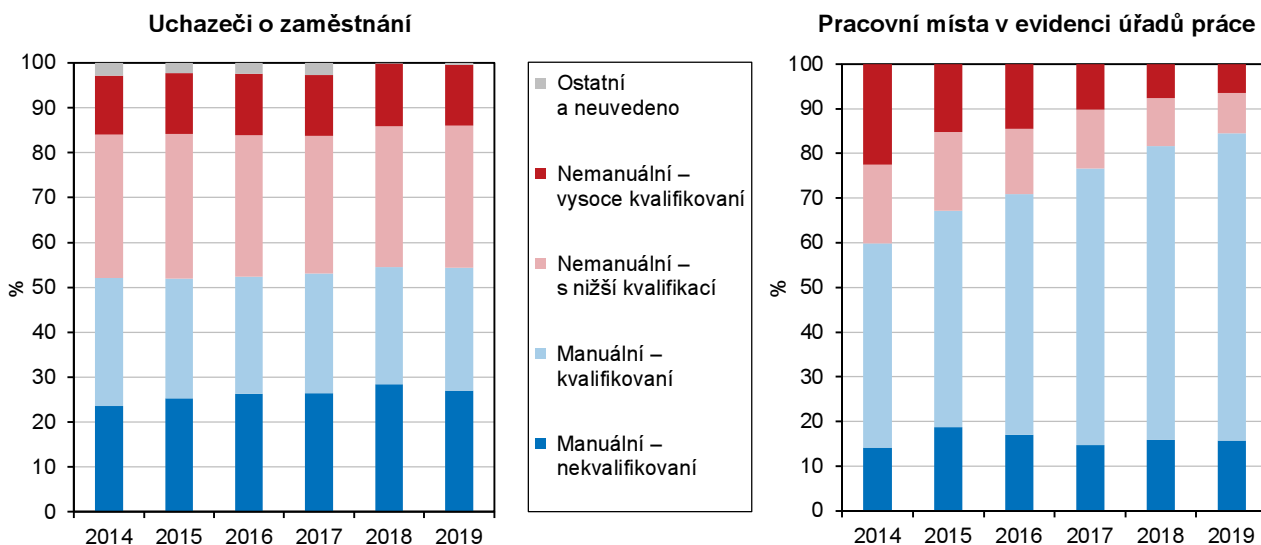 Uchazeči o zaměstnání
100
90
80
70
60
50
40
30
20
10
0
%
2014 2015 2016 2017 2018 2019
Ostatní
a neuvedeno
Nemanuální –
vysoce kvalifikovaní
Nemanuální –
s nižší kvalifikací
Manuální –
kvalifikovaní
Manuální –
nekvalifikovaní
Pracovní místa v evidenci úřadů práce
100
90
80
70
60
50
40
30
20
10
0
%
2014 2015 2016 2017 2018 2019